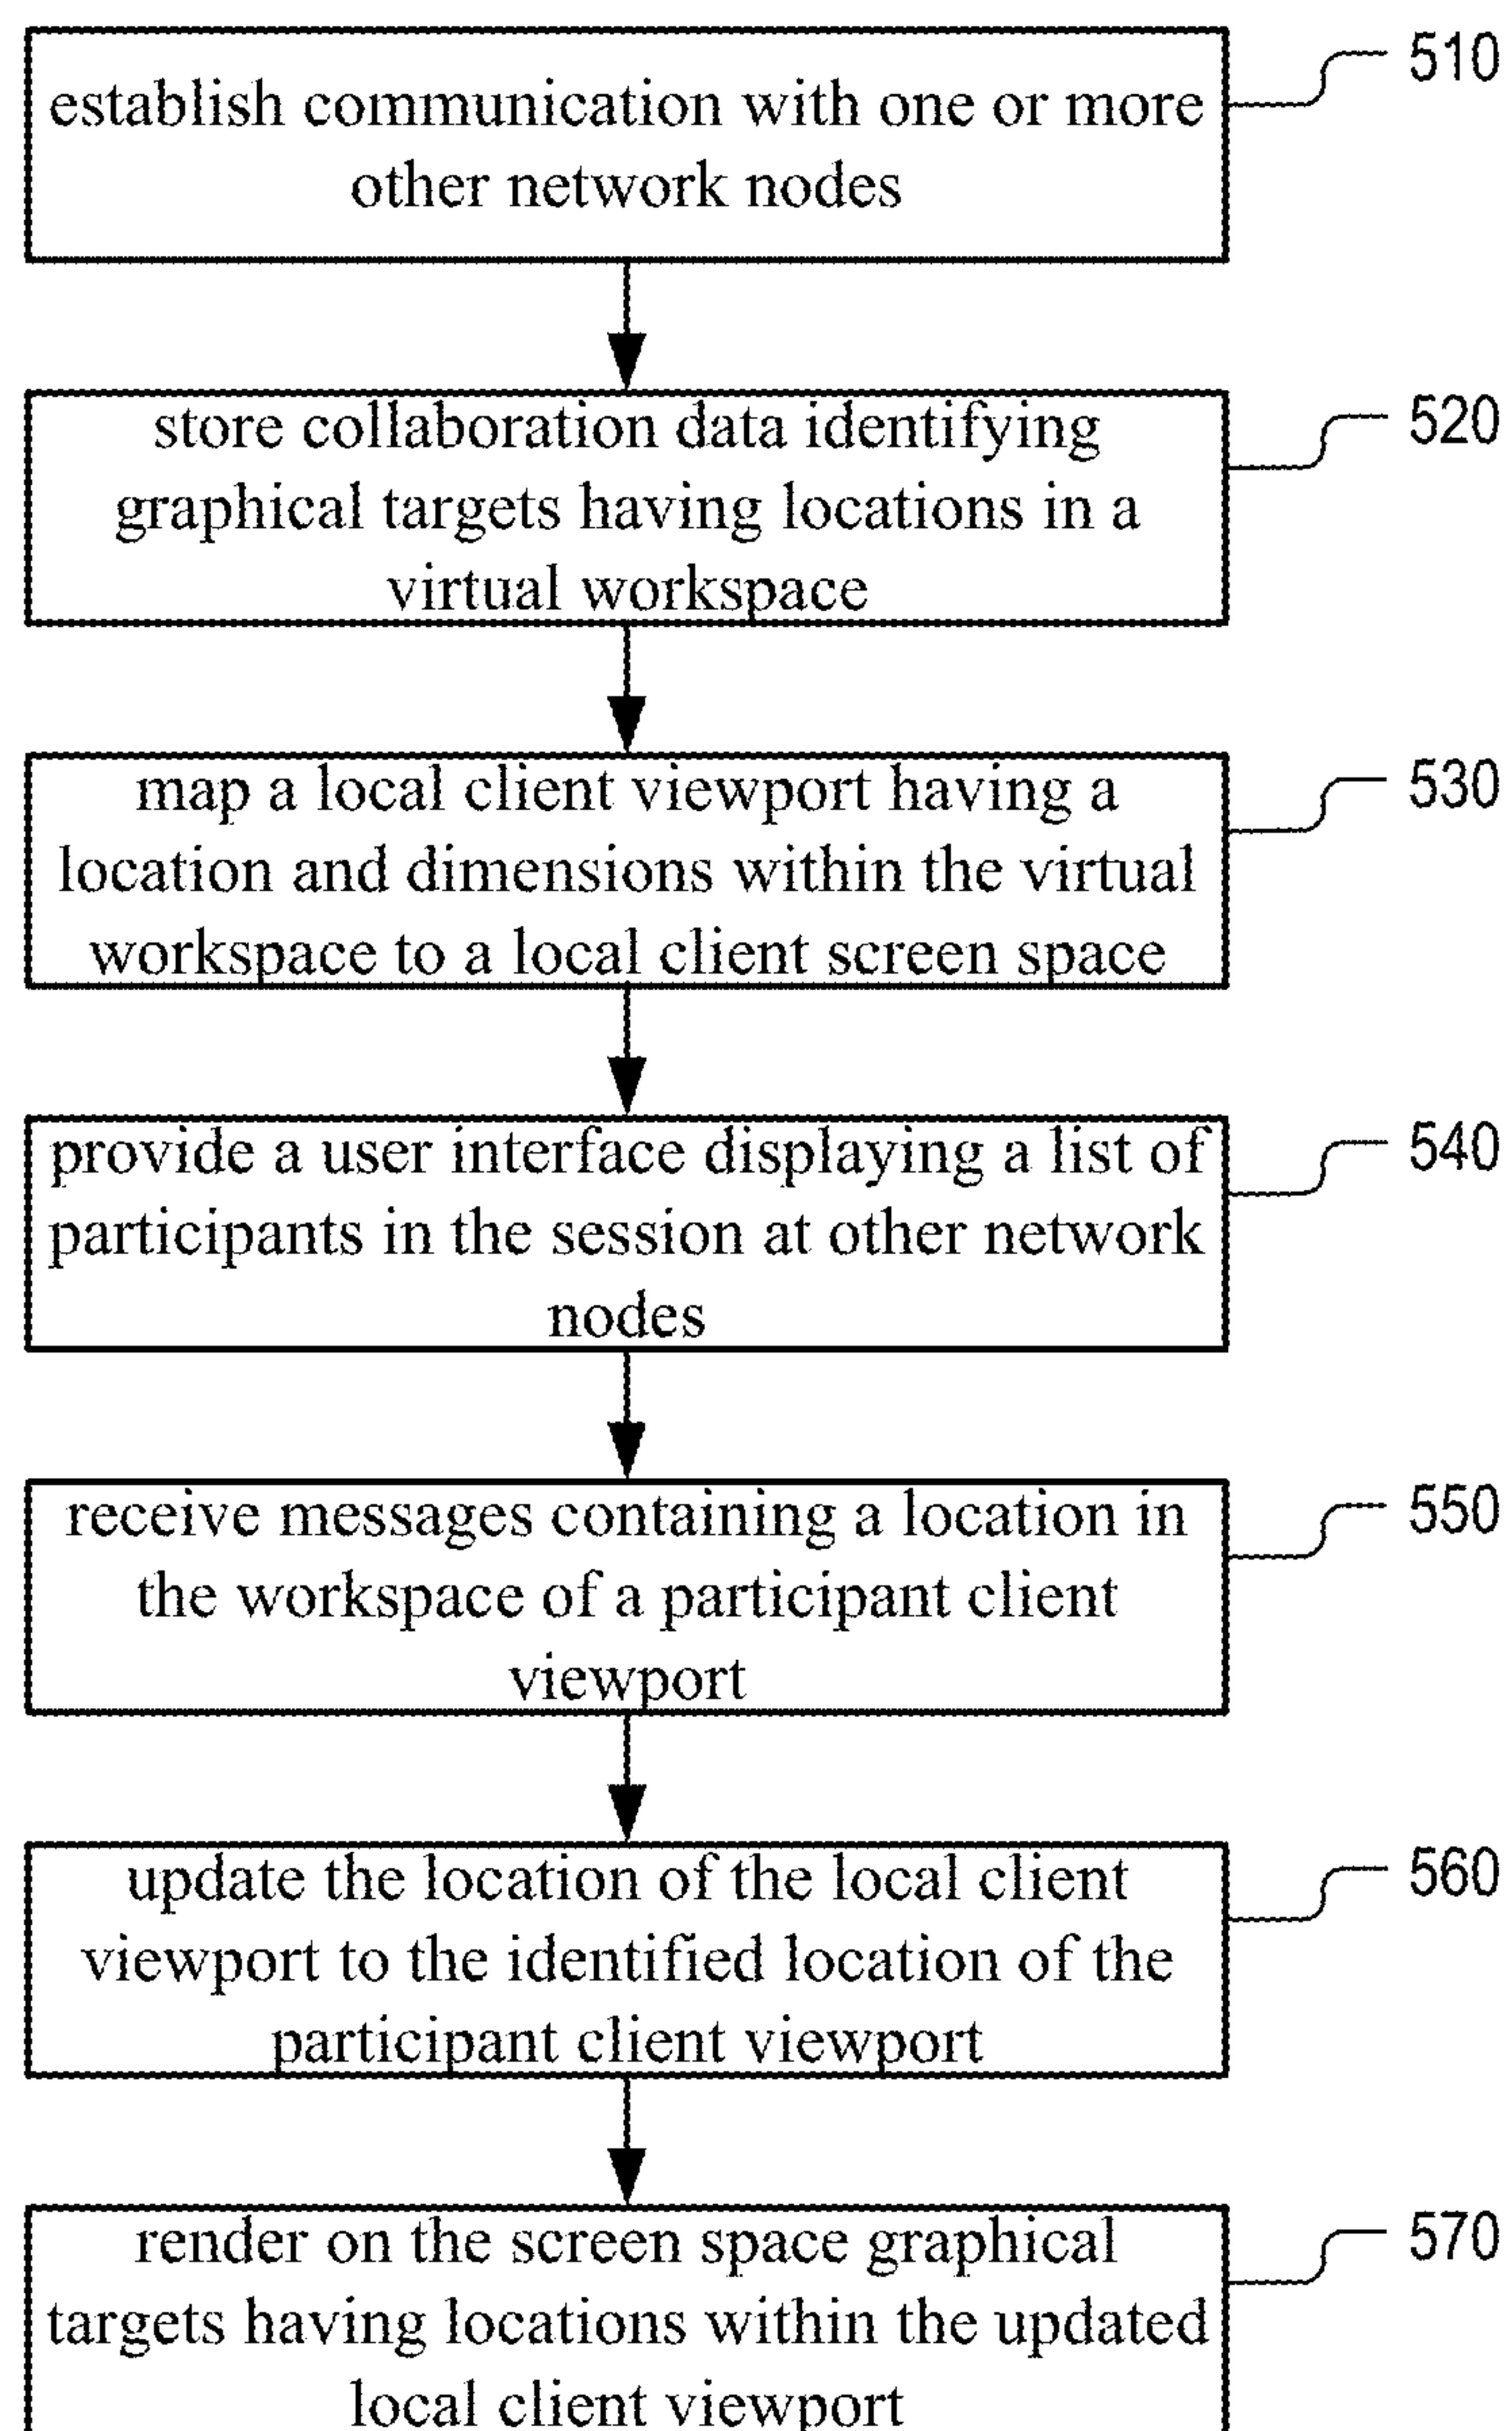 establish communication with one or more
other network nodes
510
store collaboration data identifying
graphical targets having locations in a
virtual workspace
520
map a local client viewport having a
location and dimensions within the virtual
workspace to a local client screen space
530
provide a user interface displaying a list of
participants in the session at other network
nodes
540
receive messages containing a location in
the workspace of a participant client
viewport
550
update the location of the local client
viewport to the identified location of the
participant client viewport
560
render on the screen space graphical
targets having locations within the updated
local client viewport
570